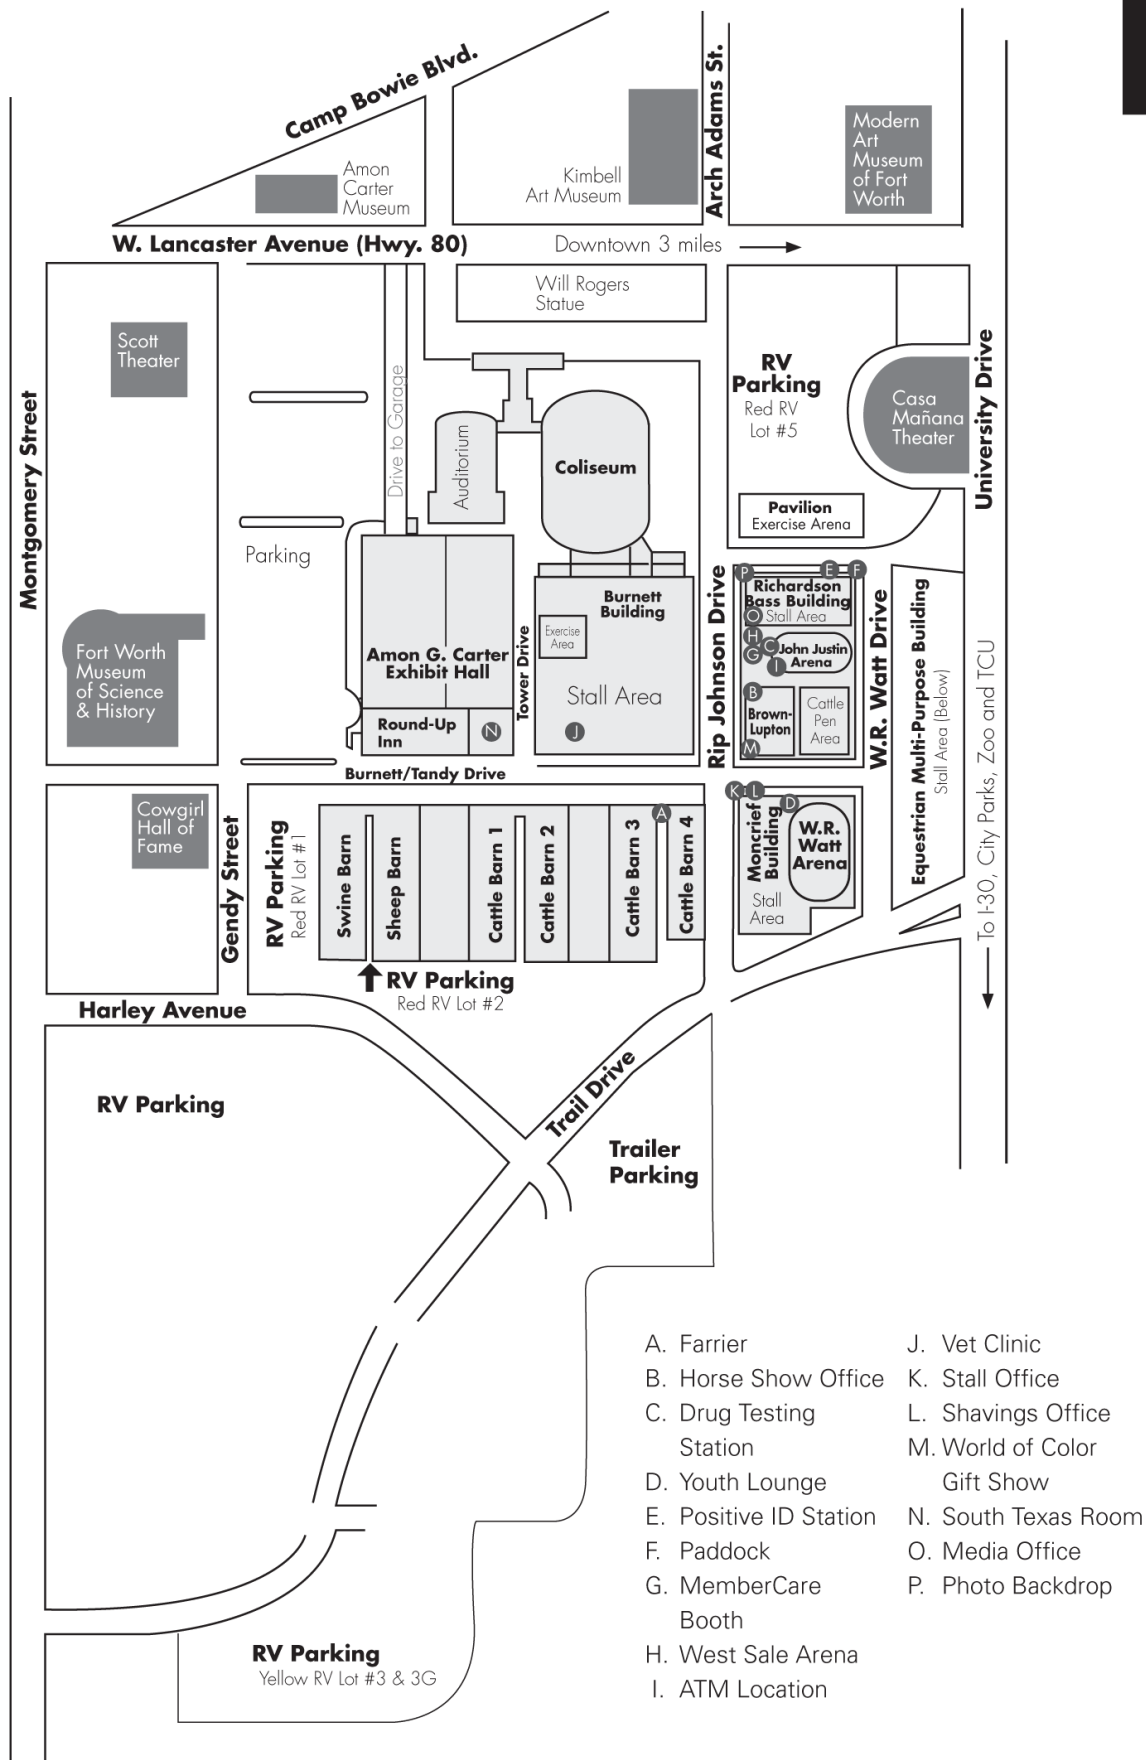 Camp Bowie Blvd.
Arch Adams St.
Amon
Carter
Museum
Kimbell
Art Museum
Modern
Art
Museum
of Fort
Worth
W. Lancaster Avenue (Hwy. 80)
Downtown 3 miles
Will Rogers
Statue
Scott
Theater
Montgomery Street
Drive to Garage
Auditorium
Coliseum
RV
Parking
Red RV
Lot #5
Casa
Mañana
Theater
University Drive
Pavilion
Exercise Arena
Parking
Fort Worth
Museum
of Science
& History
Amon G. Carter
Exhibit Hall
Round-Up
Inn
N
Tower Drive
Burnett
Building
Exercise
Area
Stall Area
J
Rip Johnson Drive
P
E
F
Richardson
Bass Building
O
Stall Area
H
G
C
I
John Justin
Arena
B
Brown-
Lupton
M
Cattle
Pen
Area
W.R. Watt Drive
Equestrian Multi-Purpose Building
Stall Area (Below)
To I-30, City Parks, Zoo and TCU
Burnett/Tandy Drive
Cowgirl
Hall of
Fame
Gendy Street
RV Parking
Red RV Lot #1
Swine Barn
Sheep Barn
Cattle Barn 1
Cattle Barn 2
Cattle Barn 3
A
Cattle Barn 4
K
L
D
Moncrief
Building
W.R.
Watt
Arena
Stall
Area
RV Parking
Red RV Lot #2
Harley Avenue
RV Parking
Trail Drive
Trailer
Parking
RV Parking
Yellow RV Lot #3 & 3G
A. Farrier
B. Horse Show Office
C. Drug Testing
Station
D. Youth Lounge
E. Positive ID Station
F. Paddock
G. MemberCare
Booth
H. West Sale Arena
I. ATM Location
J. Vet Clinic
K. Stall Office
L. Shavings Office
M. World of Color
Gift Show
N. South Texas Room
O. Media Office
P. Photo Backdrop